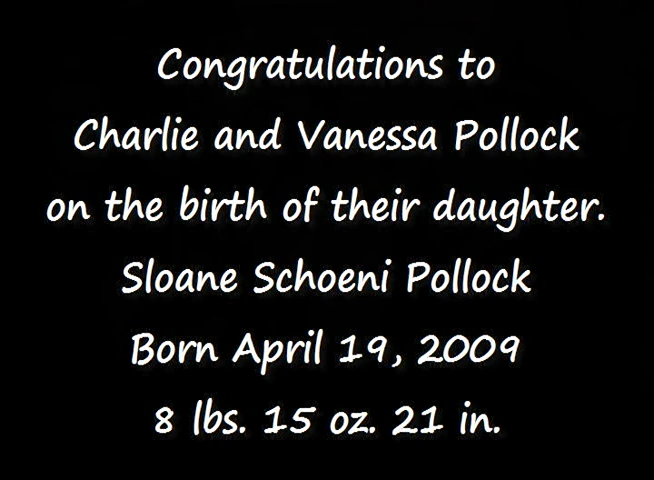 Congratulations to
Charlie and Vanessa Pollock
on the birth of their daughter.
Sloane Schoeni Pollock
Born April 19, 2009
8 lbs. 15 oz. 21 in.